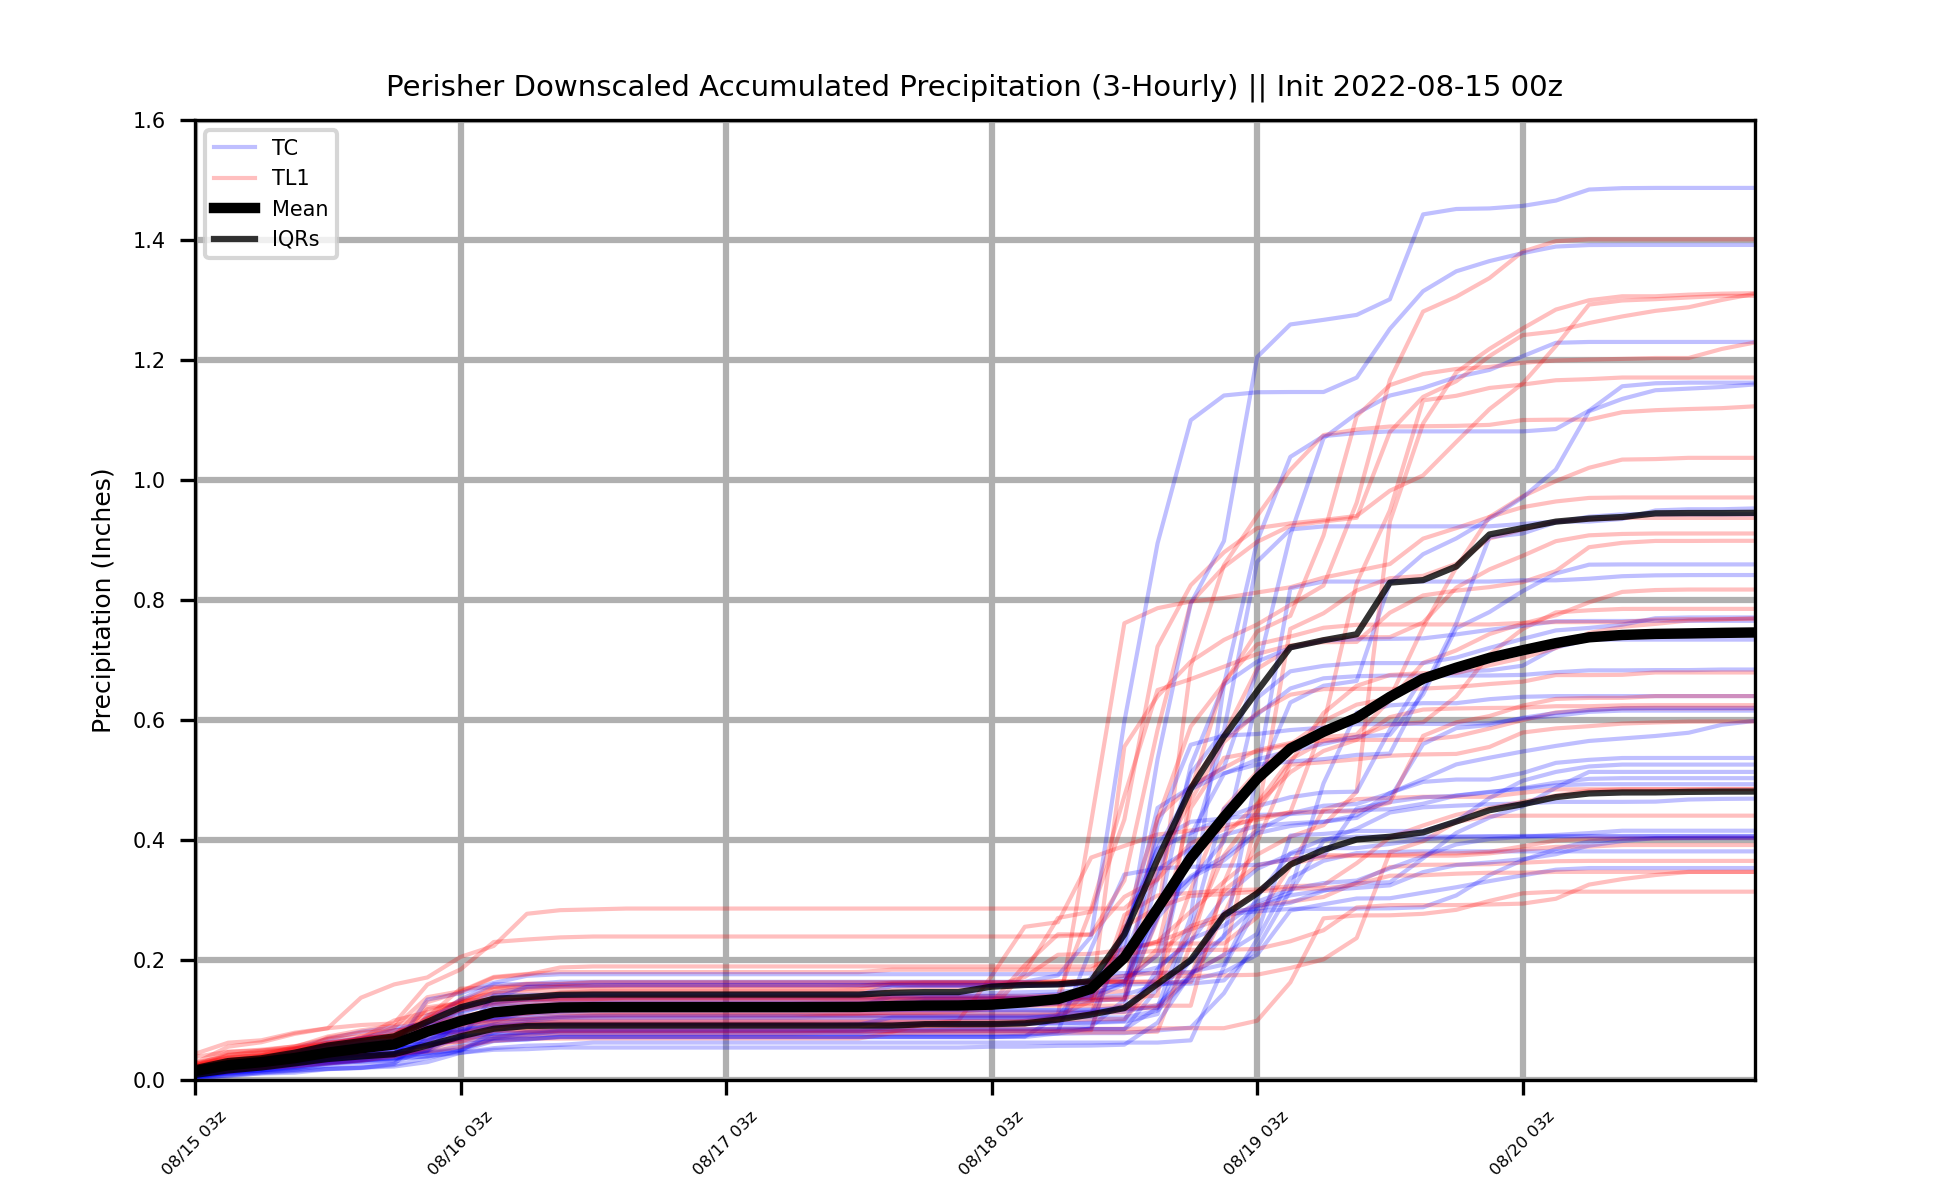 Perisher Downscaled Accumulated Precipitation (3-Hourly) || Init 2022-08-15 00z
TC
TL1
Mean
IQRs
Precipitation (Inches)
1.6
1.4
1.2
1.0
0.8
0.6
0.4
0.2
0.0
08/15 03z
08/16 03z
08/17 03z
08/18 03z
08/19 03z
08/20 03z